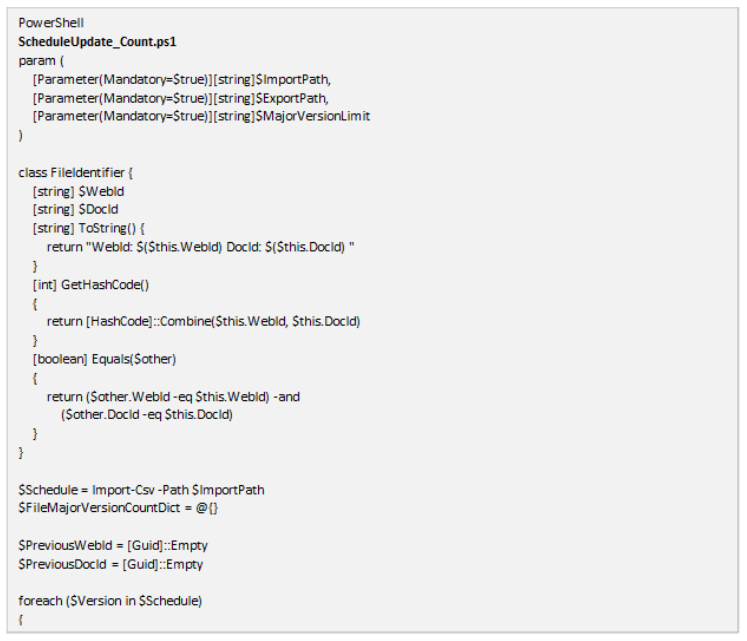 PowerShell
ScheduleUpdate_Count.ps1
param (
[Parameter(Mandatory=$true)][string]$ImportPath,
[Parameter(Mandatory=$true)][string]$ExportPath,
[Parameter(Mandatory=$true)][string]$MajorVersionLimit
)
class FileIdentifier {
[string] $WebId
[string] $DocId
[string] ToString() {
return "WebId: $($this.WebId) DocId: $($this.DocId) "
}
[int] GetHashCode()
{
return [HashCode]::Combine($this.WebId, $this.DocId)
}
[boolean] Equals($other)
{
return ($other.WebId -eq $this.WebId) -and
($other.DocId -eq $this.DocId)
}
}
$Schedule = Import-Csv -Path $ImportPath
$FileMajorVersionCountDict = @{}
$PreviousWebId = [Guid]::Empty
$PreviousDocId = [Guid]::Empty
foreach ($Version in $Schedule)
{